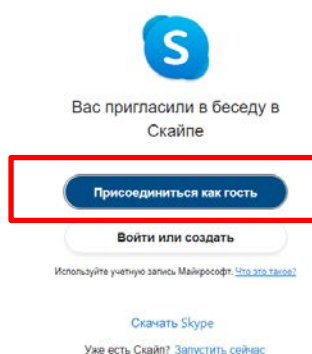 S
Вас пригласили в беседу в
Скайпе
Присоединиться как гость
Войти или создать
Используйте учетную запись Майкрософт. Что это такое?
Скачать Skype
Уже есть Скайп? Запустить сейчас